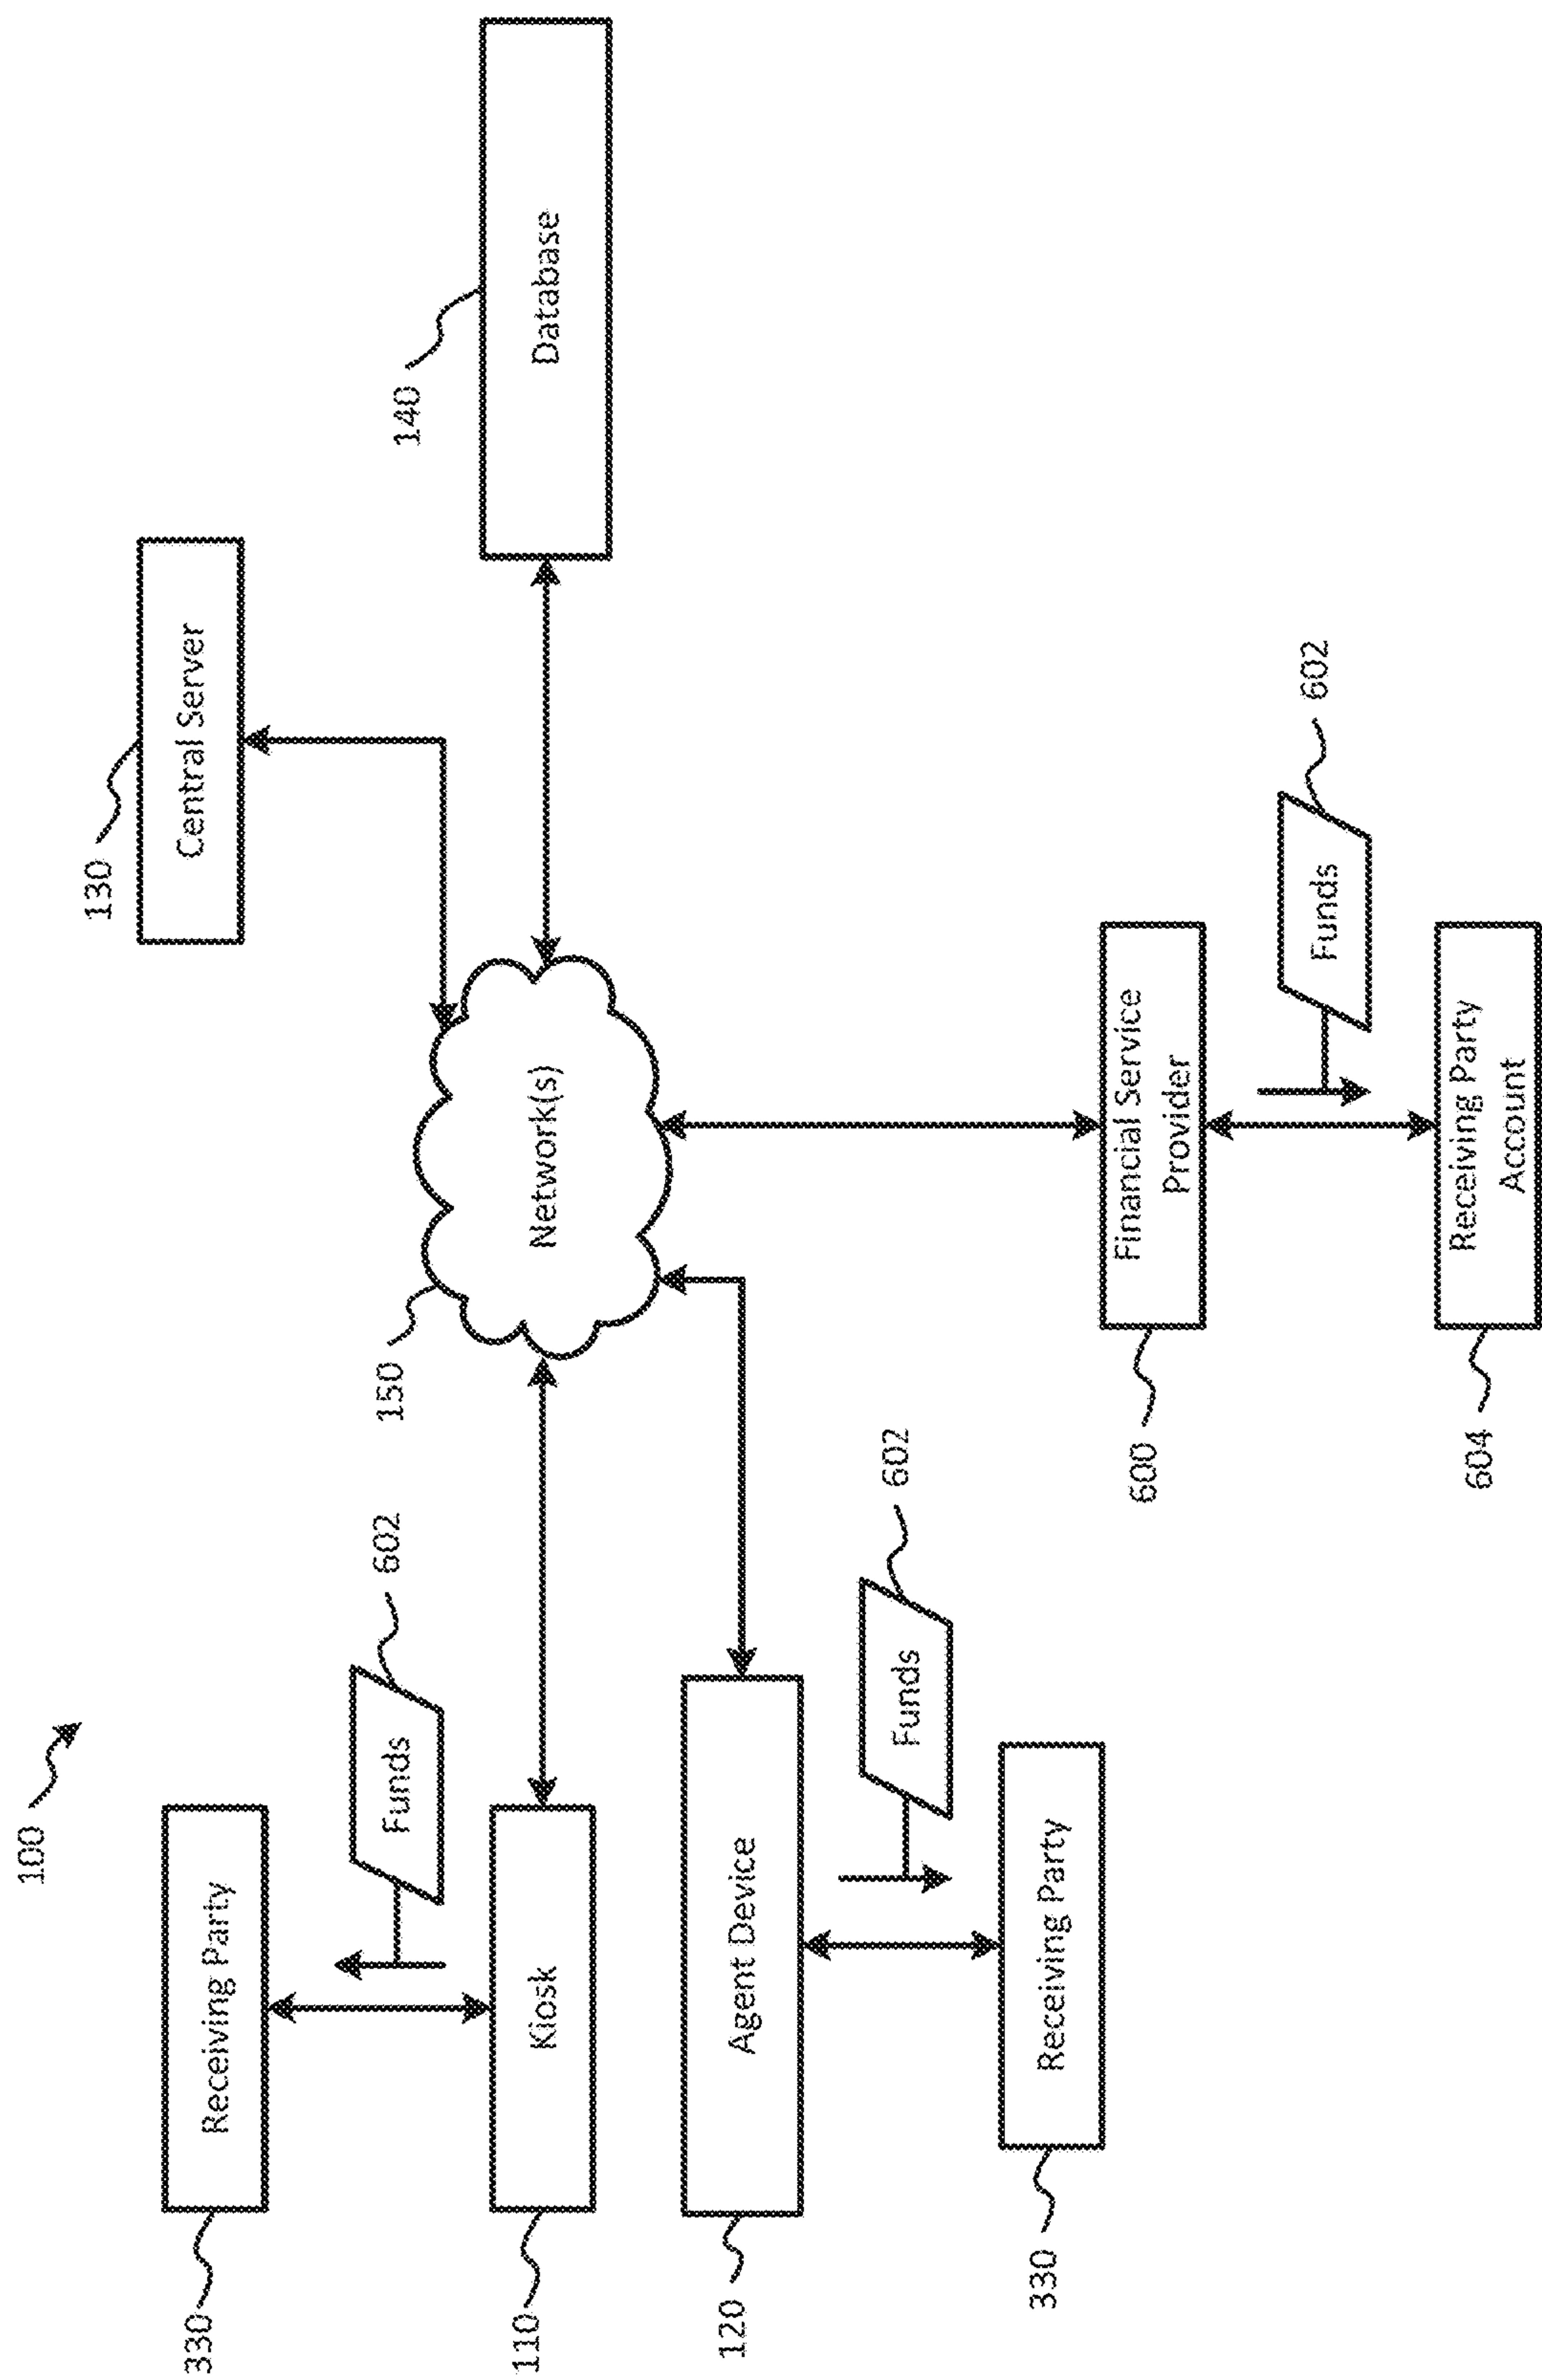 100
330
Receiving Party
Funds
602
110
Kiosk
120
Agent Device
Funds
602
330
Receiving Party
150
Network(s)
130
Central Server
140
Database
600
Financial Service
Provider
Funds
602
604
Receiving Party
Account